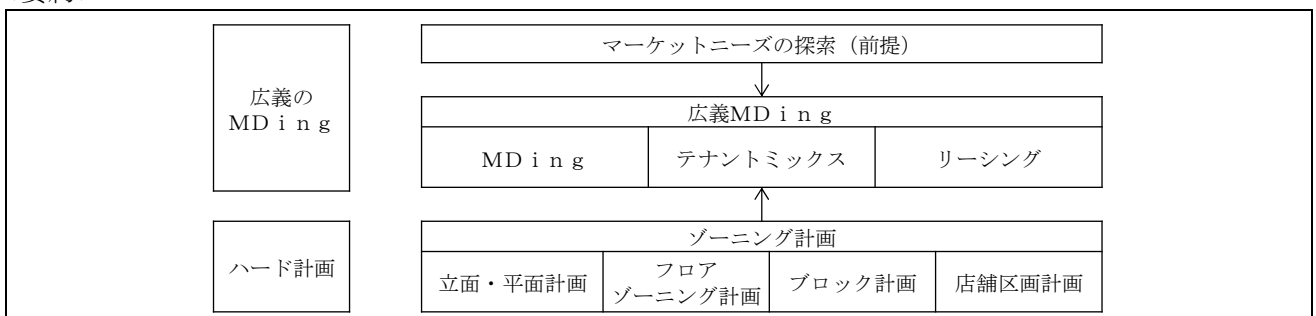 広義の
MDing
マーケットニーズの探索（前提）
広義MDing
MDing
テナントミックス
リーシング
ハード計画
ゾーニング計画
立面・平面計画
フロア
ゾーニング計画
ブロック計画
店舗区画計画